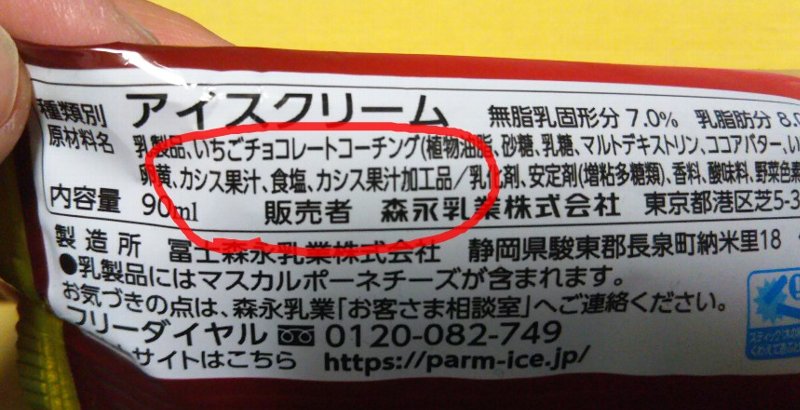 種類別 アイスクリーム 無脂乳固形分 7.0% 乳脂肪分 8.0
原材料名 乳製品、いちごチョコレートコーチング(植物油脂、砂糖、乳糖、マルトデキストリン、ココアバター、い
卵黄、カシス果汁、食塩、カシス果汁加工品/乳化剤、安定剤(増粘多糖類)、香料、酸味料、野菜色素
内容量 90ml 販売者 森永乳業株式会社 東京都港区芝5-3
製造所 冨士森永乳業株式会社 静岡県駿東郡長泉町納米里18
●乳製品にはマスカルポーネチーズが含まれます。
お気づきの点は、森永乳業「お客さま相談室」へご連絡ください。
フリーダイヤル 0120-082-749
サイトはこちら https://parm-ice.jp/